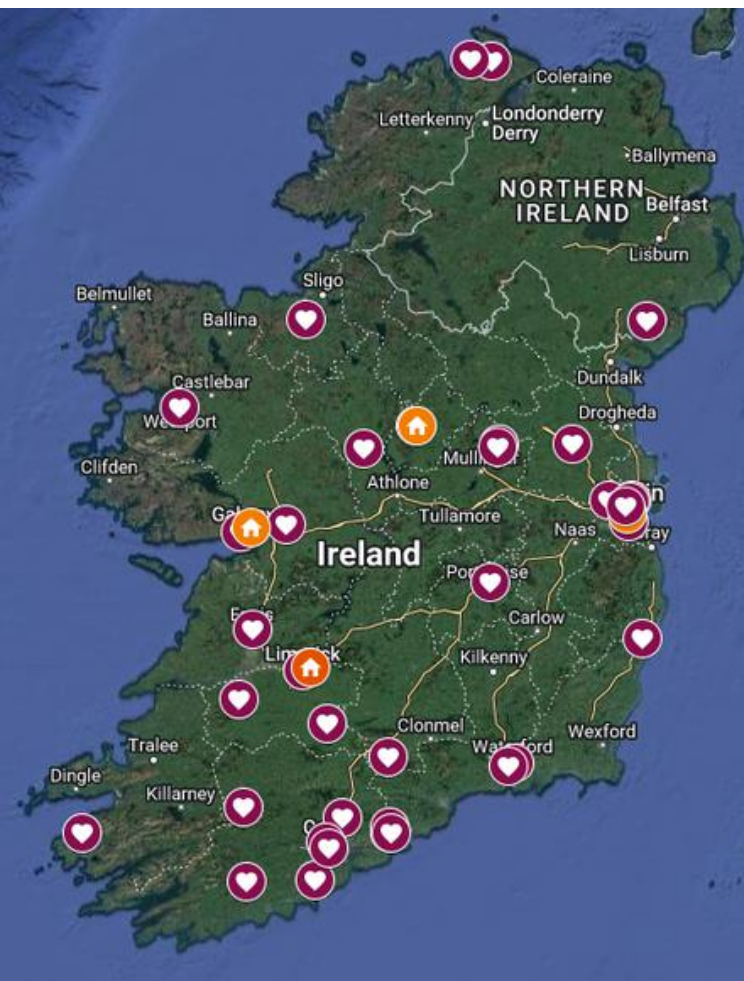 Coleraine
Letterkenny
Londonderry
Derry
Ballymena
NORTHERN
IRELAND
Belfast
Lisburn
Sligo
Belmullet
Ballina
Castlebar
Dundalk
Drogheda
Clifden
Athlone
Tullamore
Naas
Ireland
Carlow
Kilkenny
Clonmel
Wexford
Tralee
Dingle
Killarney